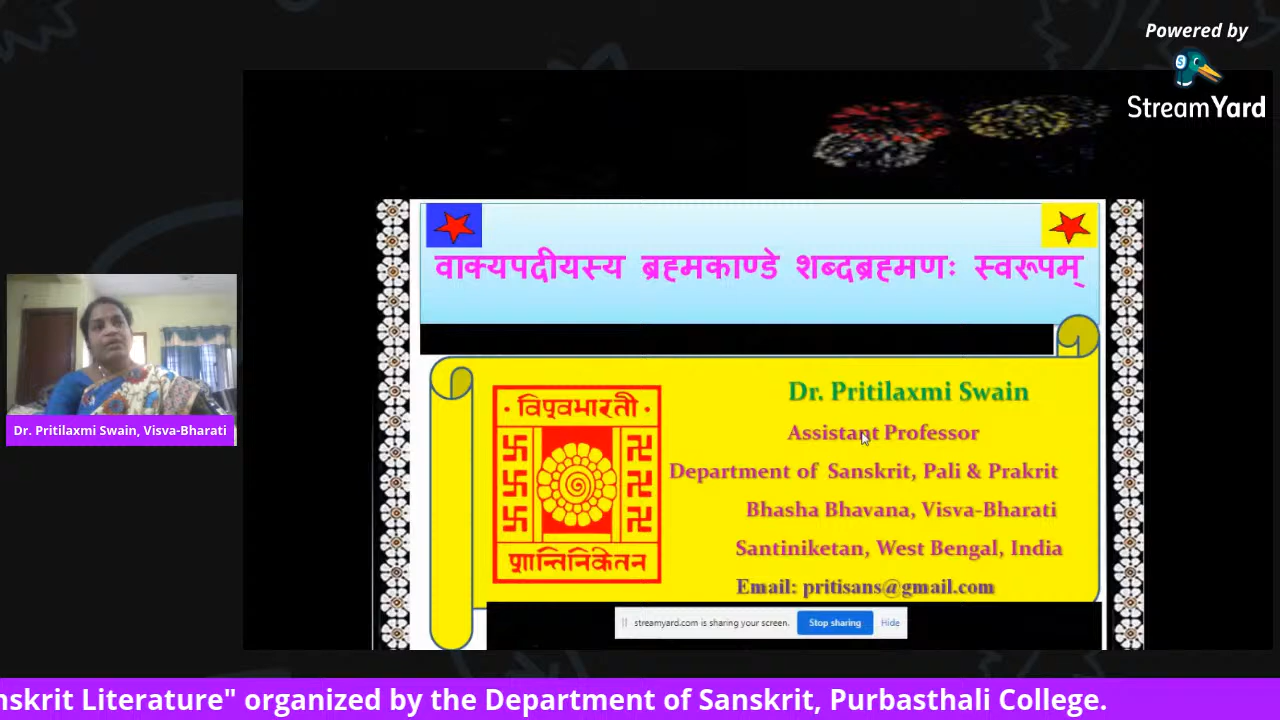 Powered by
StreamYard
वाक्यपदीयस्य ब्रह्मकाण्डे शब्दब्रह्मणः स्वरूपम्
Dr. Pritilaxmi Swain
Assistant Professor
Department of Sanskrit, Pali & Prakrit
Bhasha Bhavana, Visva-Bharati
Santiniketan, West Bengal, India
Email: pritisans@gmail.com
· विश्वभारती ·
शान्तिनिकेतन
Dr. Pritilaxmi Swain, Visva-Bharati
streamyard.com is sharing your screen. Stop sharing Hide
nskrit Literature" organized by the Department of Sanskrit, Purbasthali College.